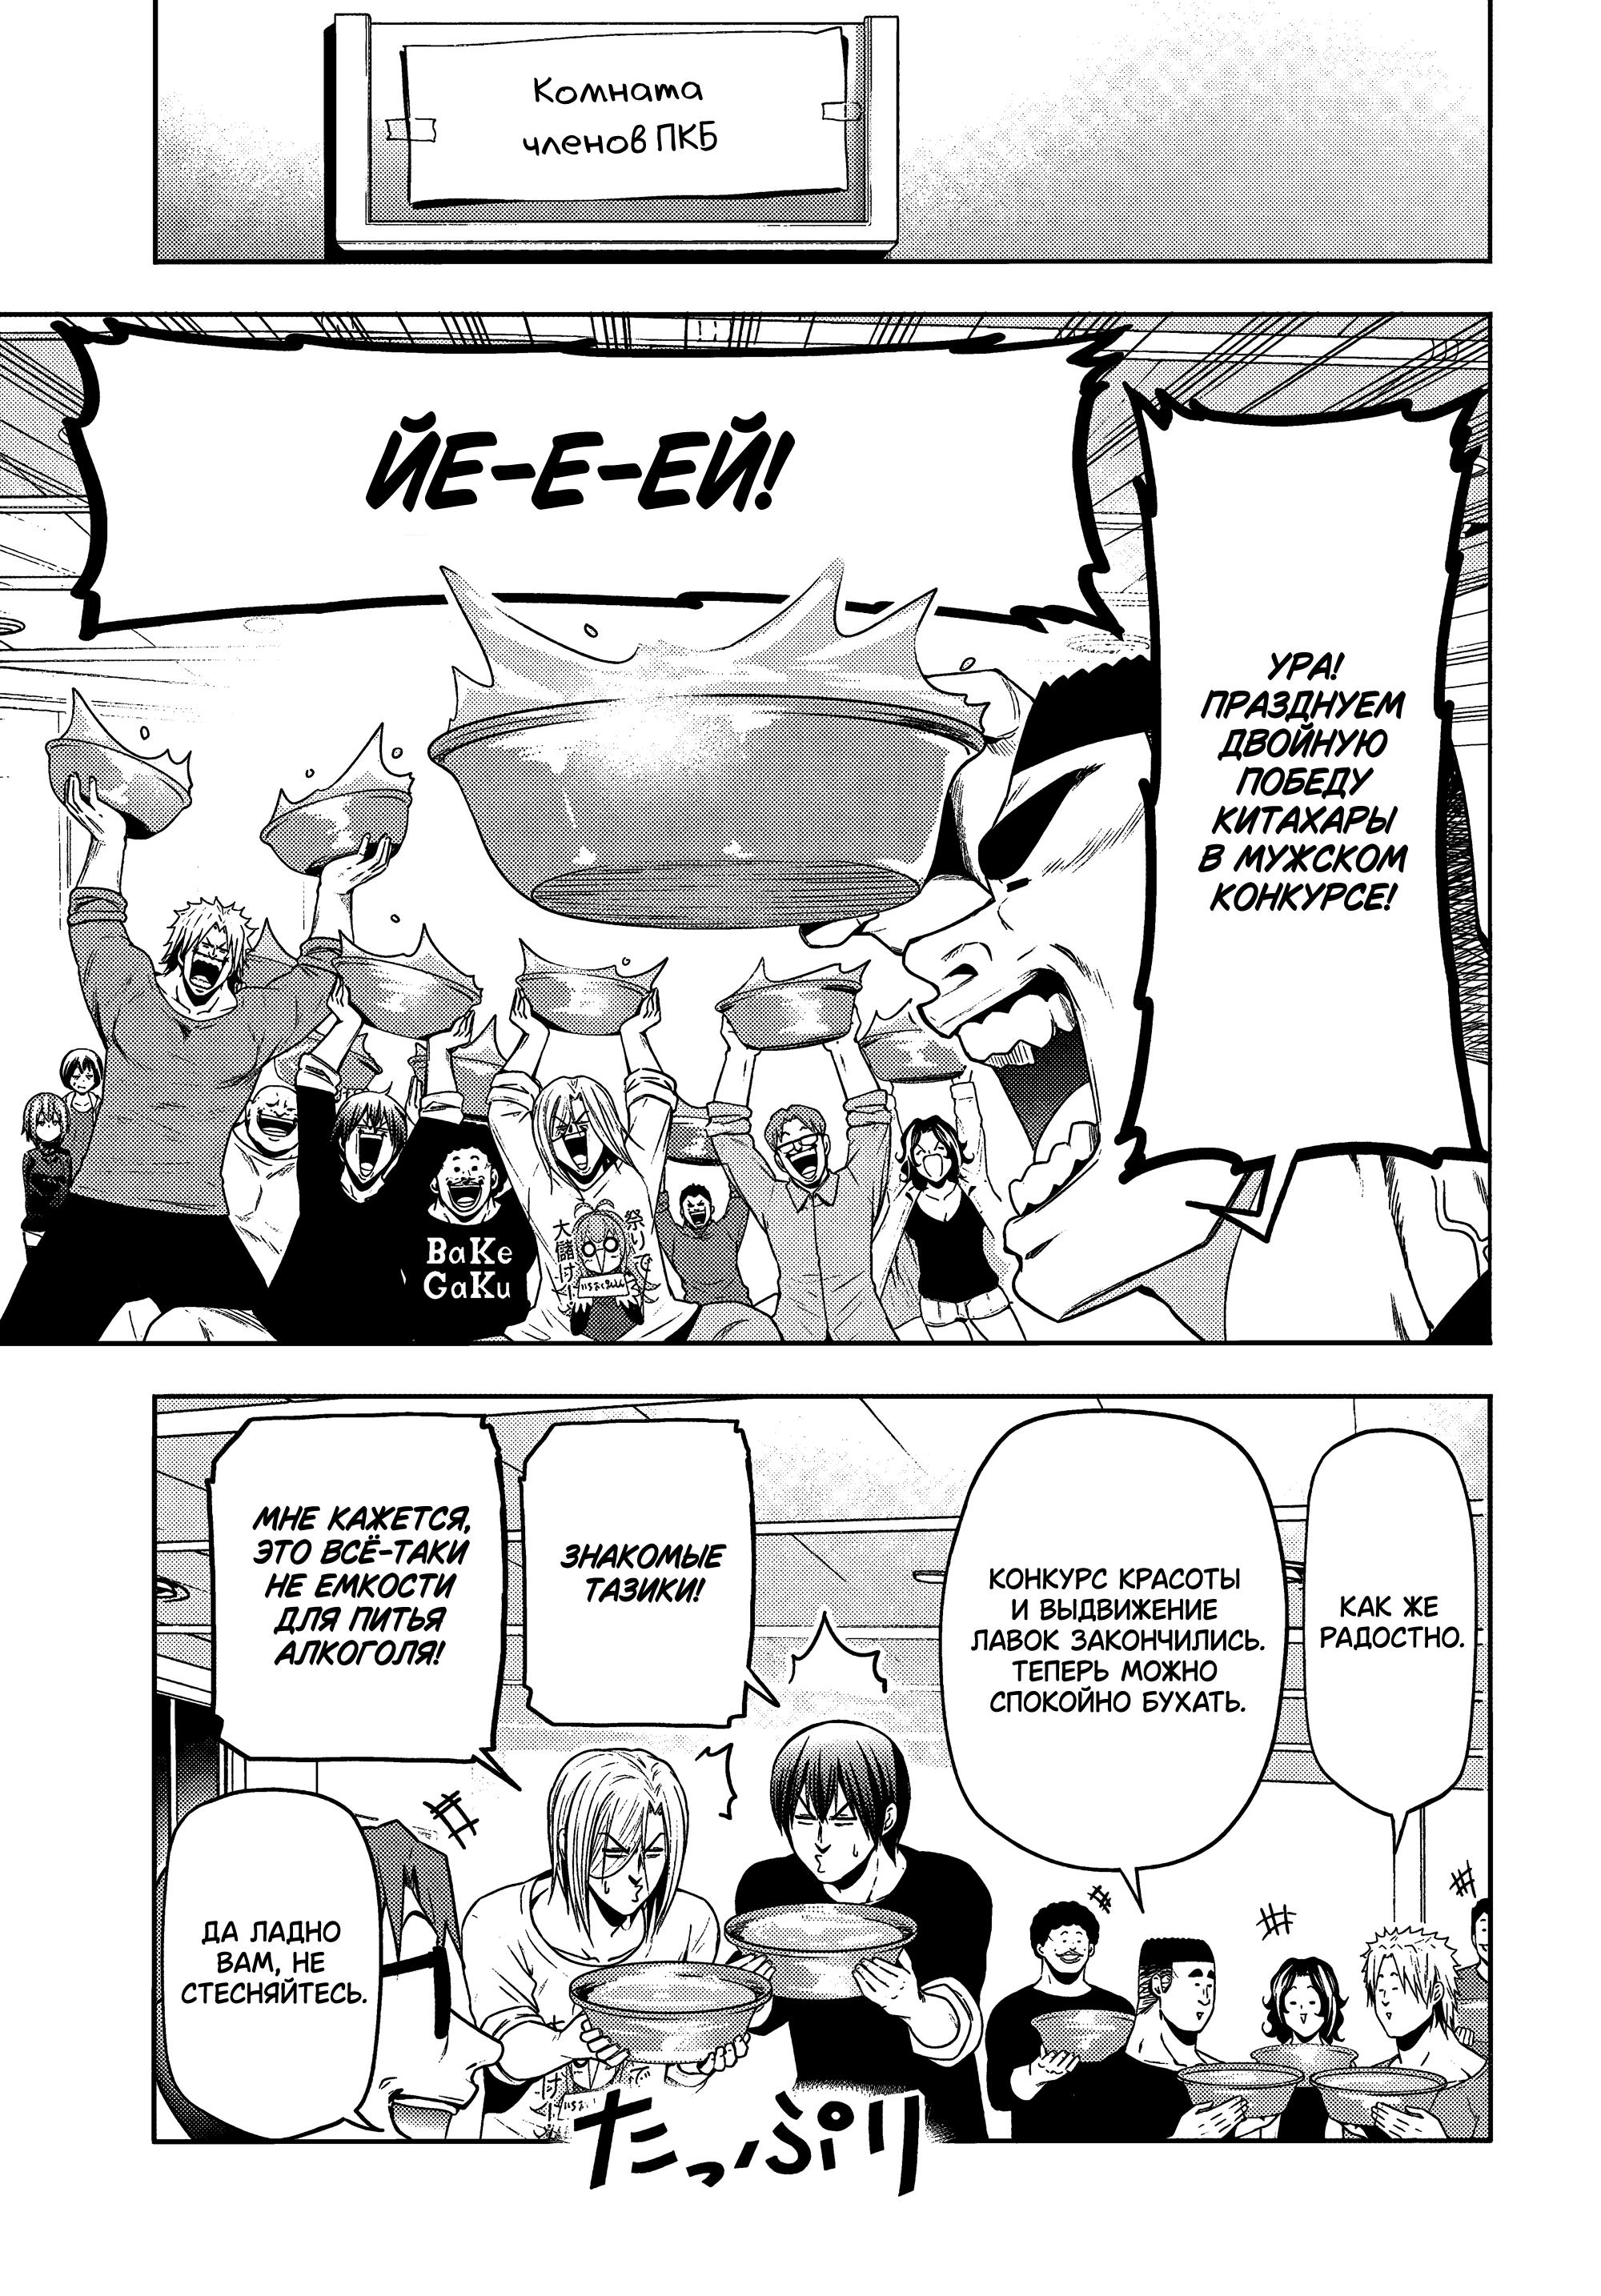 Комната
членов ПКБ
УРА!
ПРАЗДНУЕМ
ДВОЙНУЮ
ПОБЕДУ
КИТАХАРЫ
В МУЖСКОМ
КОНКУРСЕ!
ЙЕ-Е-ЕЙ!
BaKe
GaKu
祭りで
大儲けー
КАК ЖЕ
РАДОСТНО.
КОНКУРС КРАСОТЫ
И ВЫДВИЖЕНИЕ
ЛАВОК ЗАКОНЧИЛИСЬ.
ТЕПЕРЬ МОЖНО
СПОКОЙНО БУХАТЬ.
ЗНАКОМЫЕ
ТАЗИКИ!
МНЕ КАЖЕТСЯ,
ЭТО ВСЁ-ТАКИ
НЕ ЕМКОСТИ
ДЛЯ ПИТЬЯ
АЛКОГОЛЯ!
ДА ЛАДНО
ВАМ, НЕ
СТЕСНЯЙТЕСЬ.
たっぷり